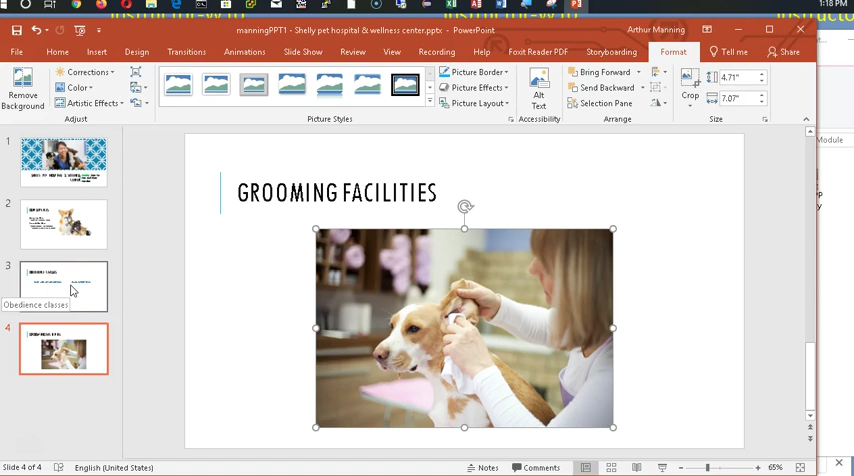 1:18 PM
manningPPT1 - Shelly pet hospital & wellness center.pptx - PowerPoint
Arthur Manning
File Home Insert Design Transitions Animations Slide Show Review View Recording Help Foxit Reader PDF Storyboarding Format Tell me Share
Corrections
Color
Artistic Effects
Remove
Background
Adjust
Picture Styles
Picture Border
Picture Effects
Picture Layout
Alt
Text
Accessibility
Bring Forward
Send Backward
Selection Pane
Arrange
Crop
4.71"
7.07"
Size
Module
1
2
3
Obedience classes
4
GROOMING FACILITIES
Slide 4 of 4
English (United States)
Notes
Comments
65%